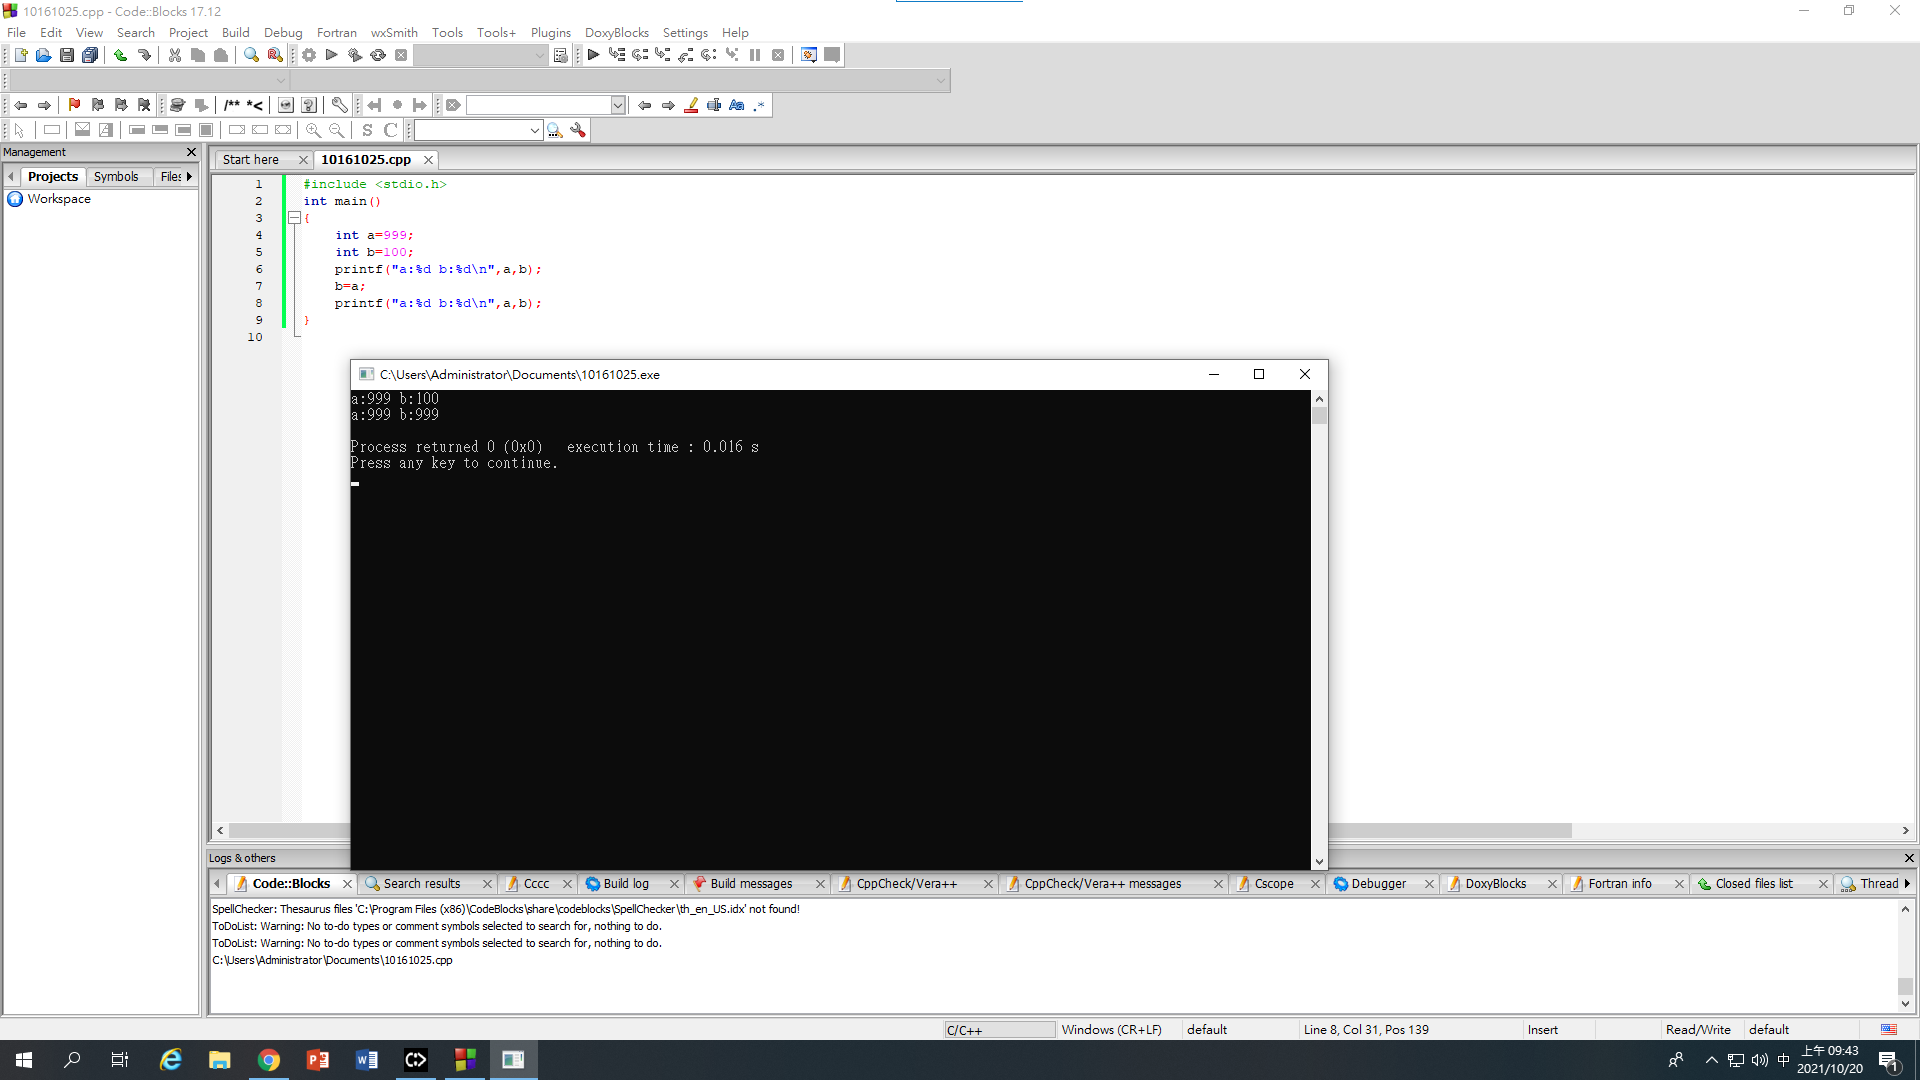 10161025.cpp - Code::Blocks 17.12
File Edit View Search Project Build Debug Fortran wxSmith Tools Tools+ Plugins DoxyBlocks Settings Help
/** *<
S C
Management
Projects Symbols Files
Workspace
Start here 10161025.cpp
1 #include <stdio.h>
2 int main()
3 {
4 int a=999;
5 int b=100;
6 printf("a:%d b:%d\n",a,b);
7 b=a;
8 printf("a:%d b:%d\n",a,b);
9 }
10
C:\Users\Administrator\Documents\10161025.exe
a:999 b:100
a:999 b:999
Process returned 0 (0x0)   execution time : 0.016 s
Press any key to continue.
Logs & others
Code::Blocks Search results Cccc Build log Build messages CppCheck/Vera++ CppCheck/Vera++ messages Cscope Debugger DoxyBlocks Fortran info Closed files list Thread
SpellChecker: Thesaurus files 'C:\Program Files (x86)\CodeBlocks\share\codeblocks\SpellChecker\th_en_US.idx' not found!
ToDoList: Warning: No to-do types or comment symbols selected to search for, nothing to do.
ToDoList: Warning: No to-do types or comment symbols selected to search for, nothing to do.
C:\Users\Administrator\Documents\10161025.cpp
C/C++ Windows (CR+LF) default Line 8, Col 31, Pos 139 Insert Read/Write default
中 上午 09:43
2021/10/20
1